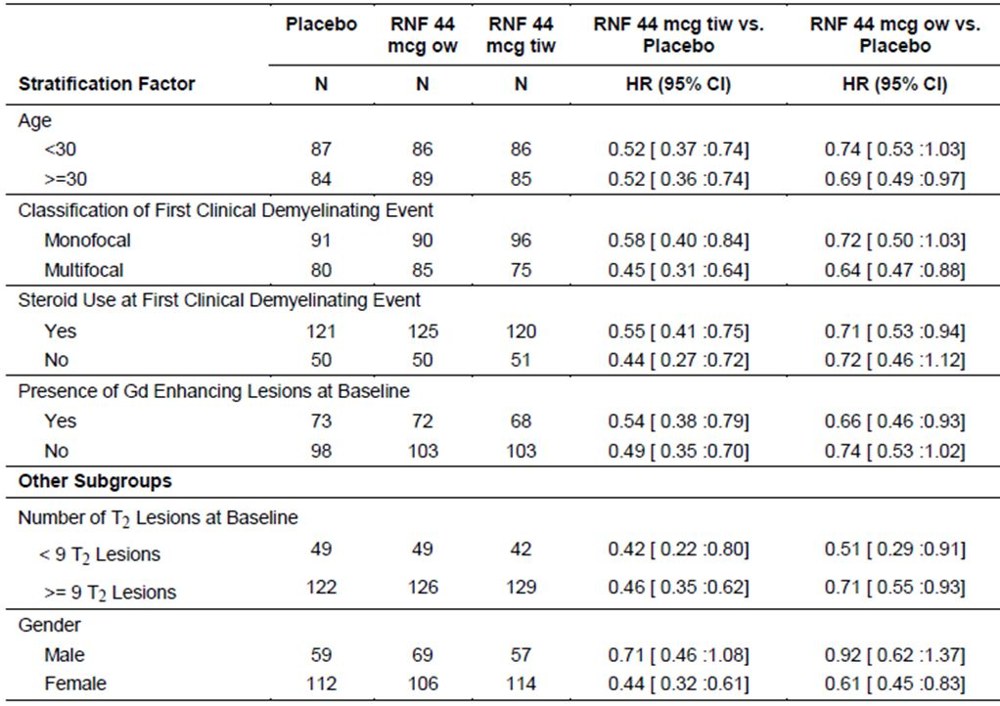 Placebo RNF 44 mcg ow RNF 44 mcg tiw RNF 44 mcg tiw vs. Placebo RNF 44 mcg ow vs. Placebo
Stratification Factor N N N HR (95% CI) HR (95% CI)
Age
<30 87 86 86 0.52 [ 0.37 :0.74] 0.74 [ 0.53 :1.03]
>=30 84 89 85 0.52 [ 0.36 :0.74] 0.69 [ 0.49 :0.97]
Classification of First Clinical Demyelinating Event
Monofocal 91 90 96 0.58 [ 0.40 :0.84] 0.72 [ 0.50 :1.03]
Multifocal 80 85 75 0.45 [ 0.31 :0.64] 0.64 [ 0.47 :0.88]
Steroid Use at First Clinical Demyelinating Event
Yes 121 125 120 0.55 [ 0.41 :0.75] 0.71 [ 0.53 :0.94]
No 50 50 51 0.44 [ 0.27 :0.72] 0.72 [ 0.46 :1.12]
Presence of Gd Enhancing Lesions at Baseline
Yes 73 72 68 0.54 [ 0.38 :0.79] 0.66 [ 0.46 :0.93]
No 98 103 103 0.49 [ 0.35 :0.70] 0.74 [ 0.53 :1.02]
Other Subgroups
Number of T2 Lesions at Baseline
< 9 T2 Lesions 49 49 42 0.42 [ 0.22 :0.80] 0.51 [ 0.29 :0.91]
>= 9 T2 Lesions 122 126 129 0.46 [ 0.35 :0.62] 0.71 [ 0.55 :0.93]
Gender
Male 59 69 57 0.71 [ 0.46 :1.08] 0.92 [ 0.62 :1.37]
Female 112 106 114 0.44 [ 0.32 :0.61] 0.61 [ 0.45 :0.83]